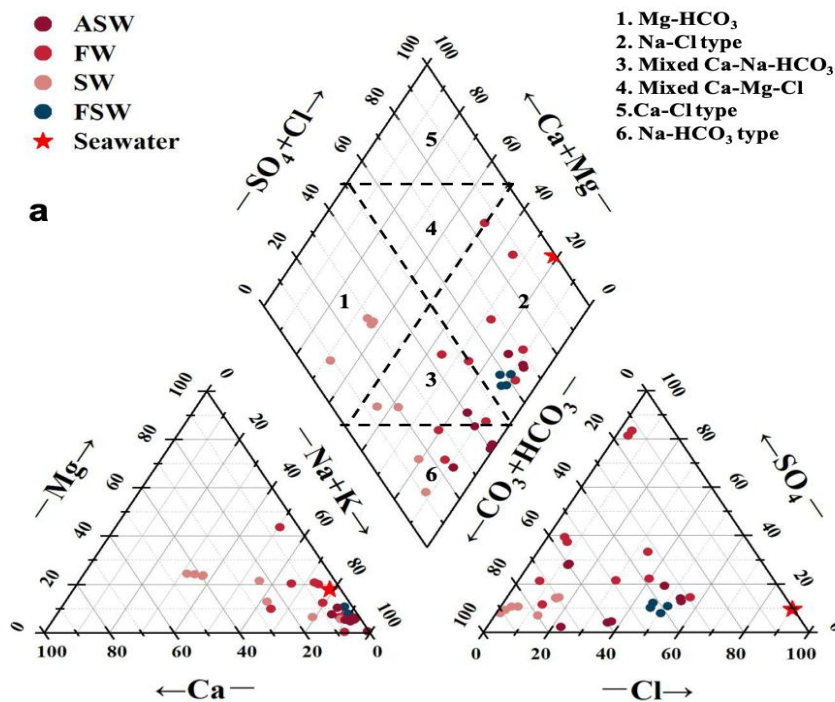 ASW
FW
SW
FSW
Seawater
1. Mg-HCO₃
2. Na-Cl type
3. Mixed Ca-Na-HCO₃
4. Mixed Ca-Mg-Cl
5.Ca-Cl type
6. Na-HCO₃ type
a
100 100
80 80
60 60
40 40
20 20
0 0
—SO₄+Cl→
←Ca+Mg—
5
4
1
2
3
6
100 0
80 20
60 40
40 60
20 80
0 100
—Mg→
—Na+K→
100 80 60 40 20 0
←Ca—
←CO₃+HCO₃—
←SO₄—
0 100
20 80
40 60
60 40
80 20
100 0
0 20 40 60 80 100
—Cl→